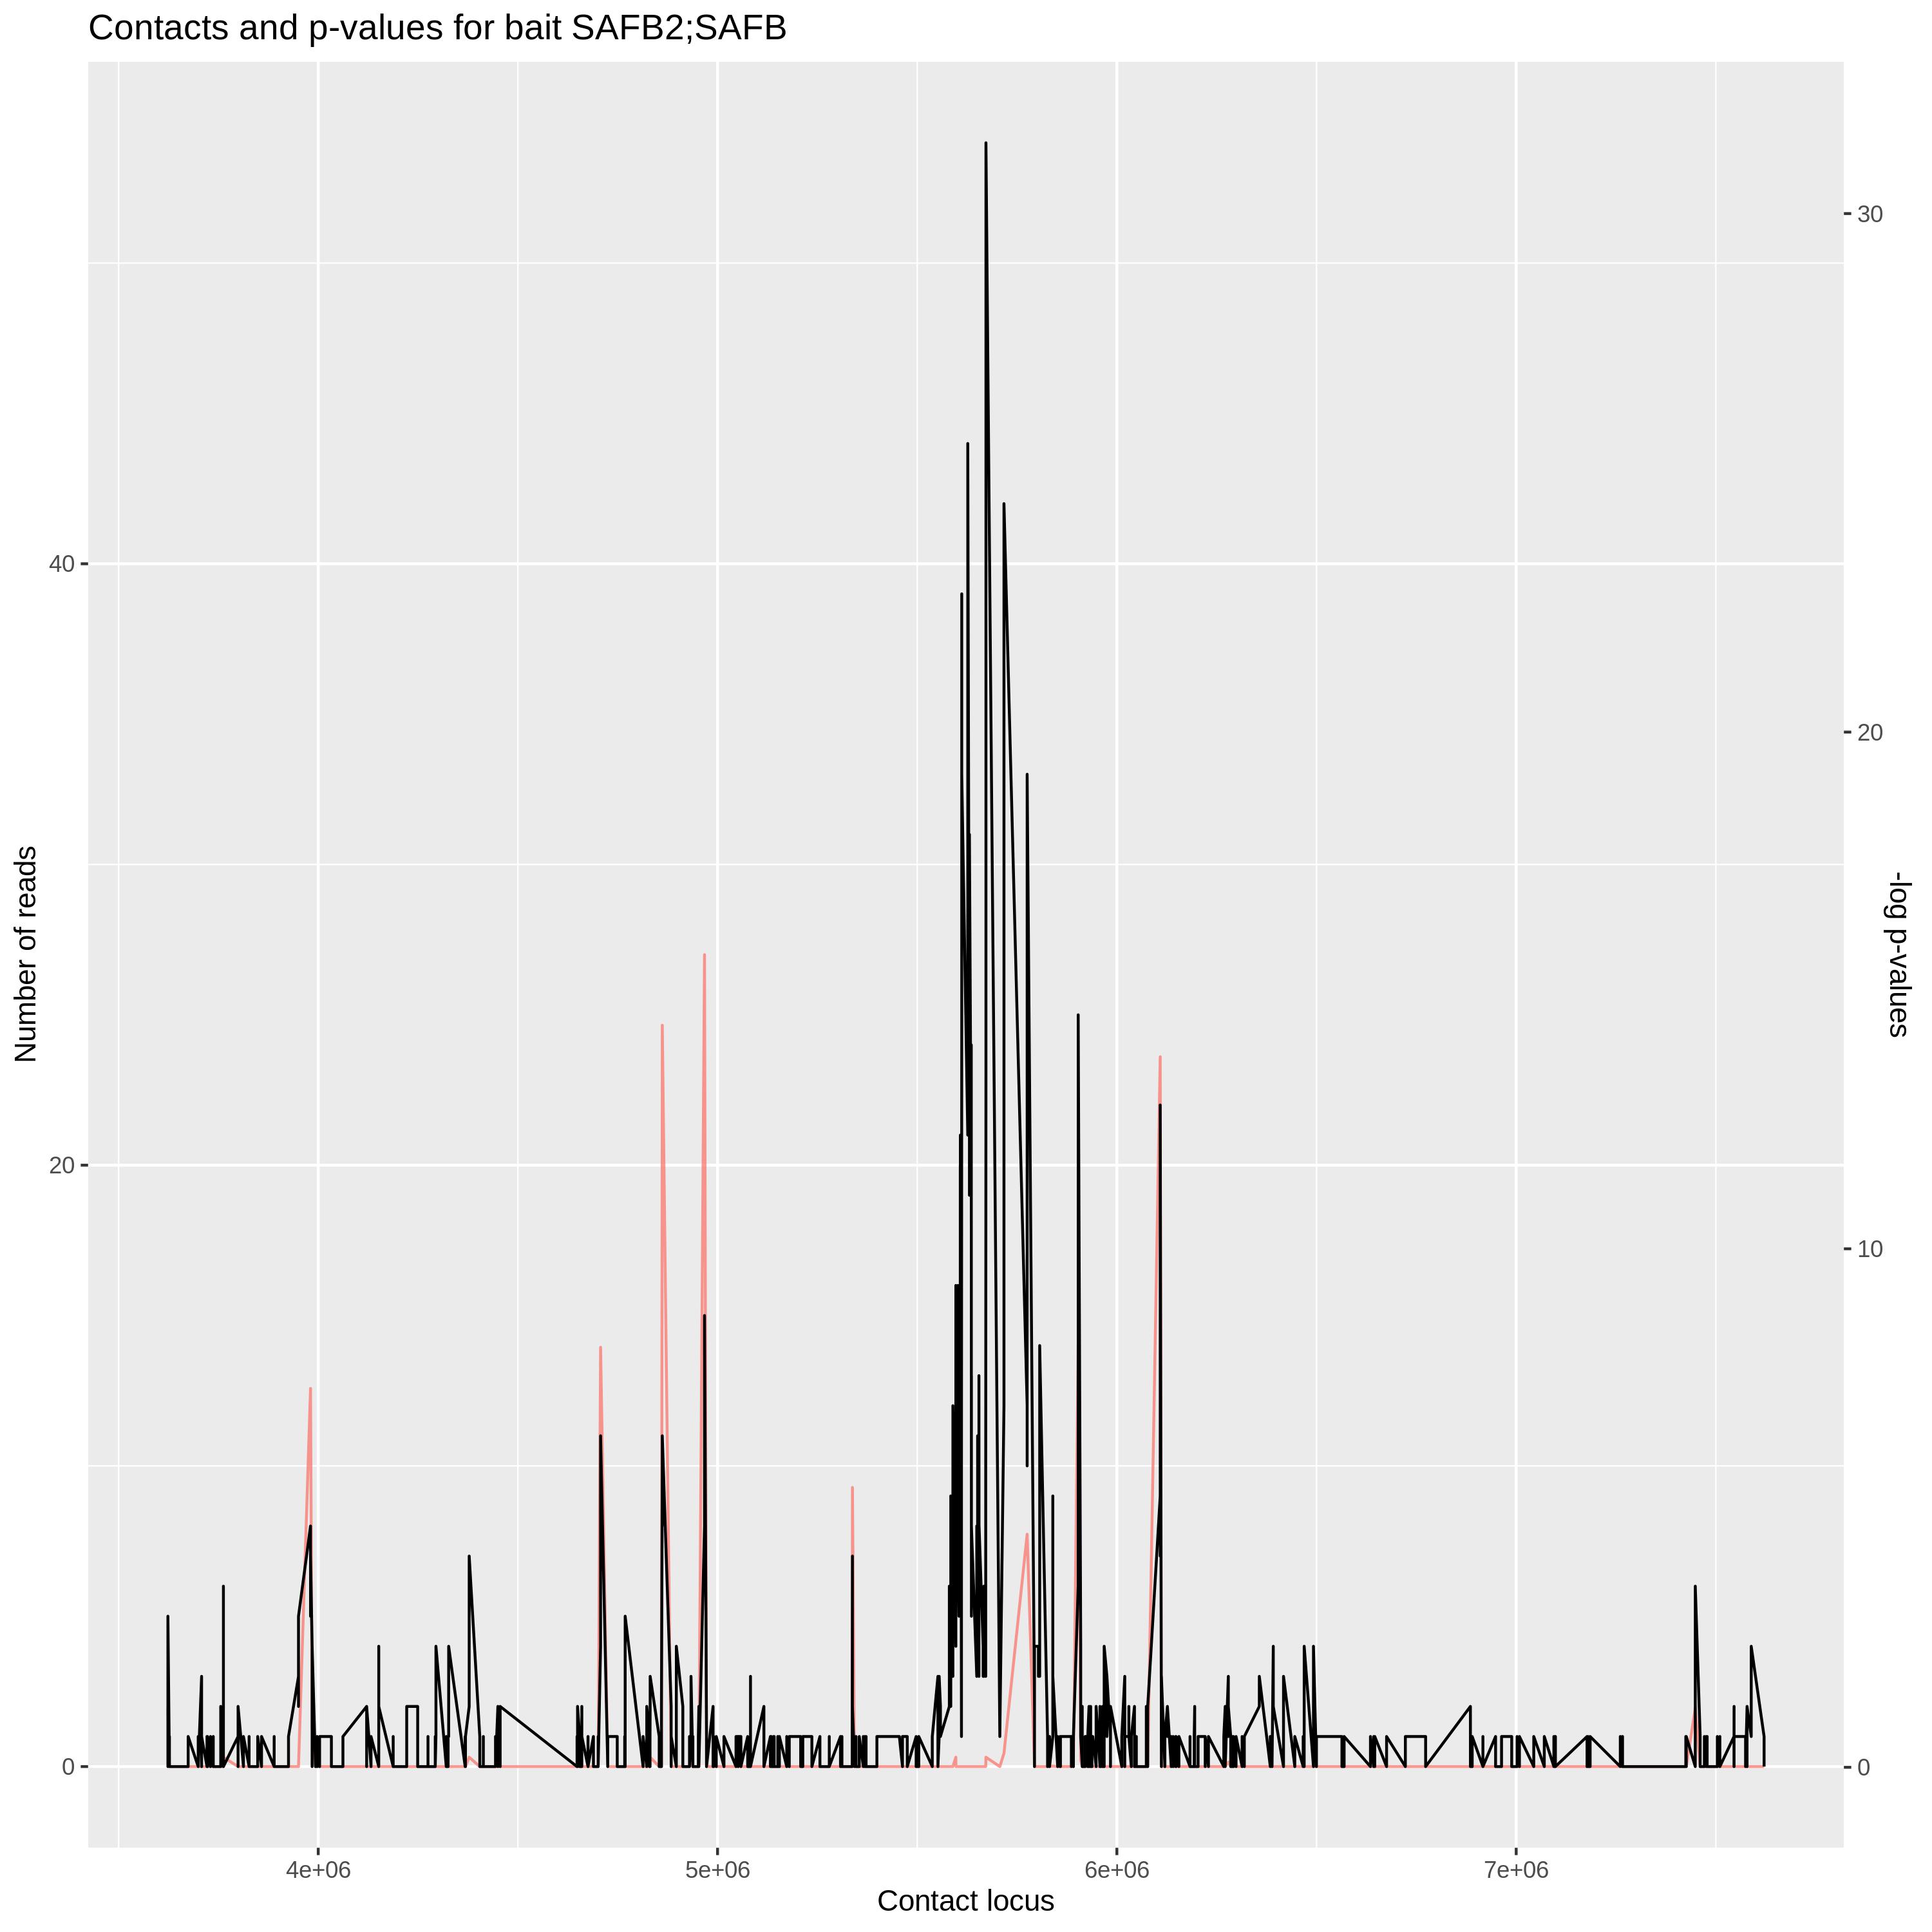 Contacts and p-values for bait SAFB2;SAFB
Number of reads
40
20
0
30
20
10
0
-log p-values
4e+06
5e+06
6e+06
7e+06
Contact locus